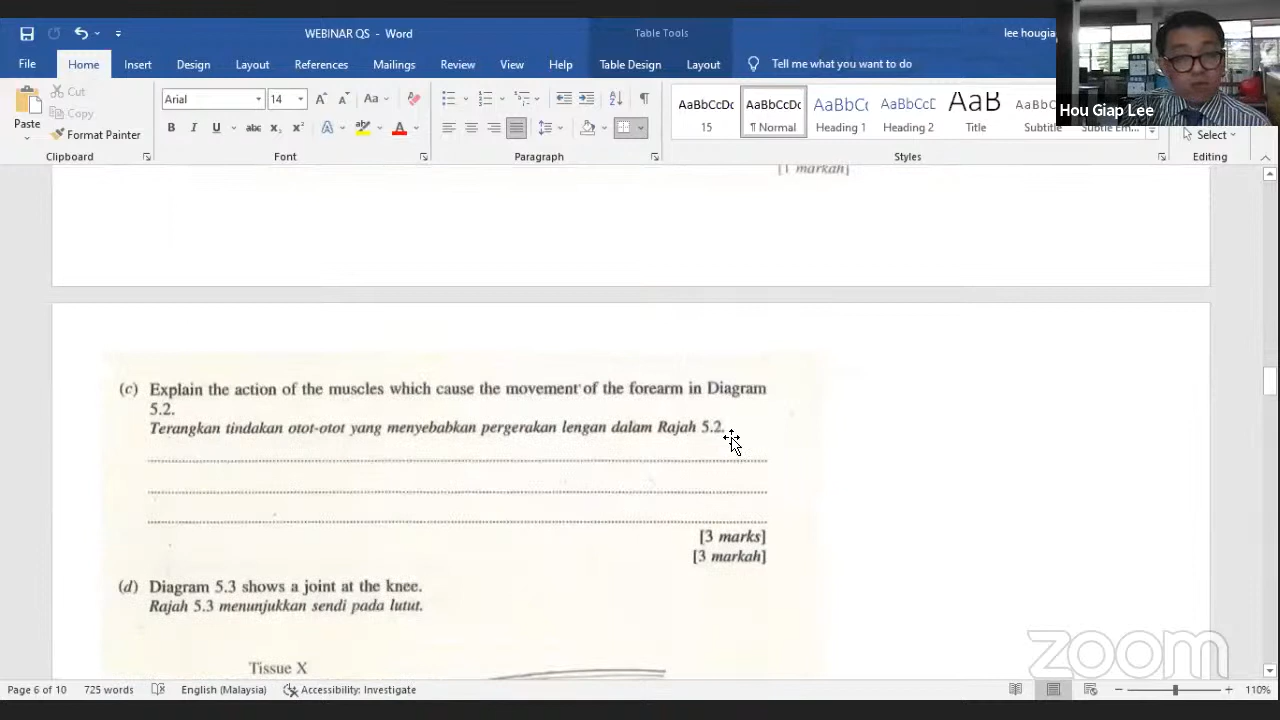 WEBINAR QS - Word
Table Tools
lee hougia
File
Home
Insert
Design
Layout
References
Mailings
Review
View
Help
Table Design
Layout
Tell me what you want to do
Hou Giap Lee
Paste
Cut
Copy
Format Painter
Clipboard
Arial
14
Font
Paragraph
AaBbCcDc
15
AaBbCcDc
¶ Normal
AaBbC
Heading 1
AaBbCcD
Heading 2
AaB
Title
AaBbCcD
Subtitle
Subtle Em...
Styles
Select
Editing
[1 markah]
(c) Explain the action of the muscles which cause the movement of the forearm in Diagram
5.2.
Terangkan tindakan otot-otot yang menyebabkan pergerakan lengan dalam Rajah 5.2.
[3 marks]
[3 markah]
(d) Diagram 5.3 shows a joint at the knee.
Rajah 5.3 menunjukkan sendi pada lutut.
Tissue X
zoom
Page 6 of 10
725 words
English (Malaysia)
Accessibility: Investigate
110%